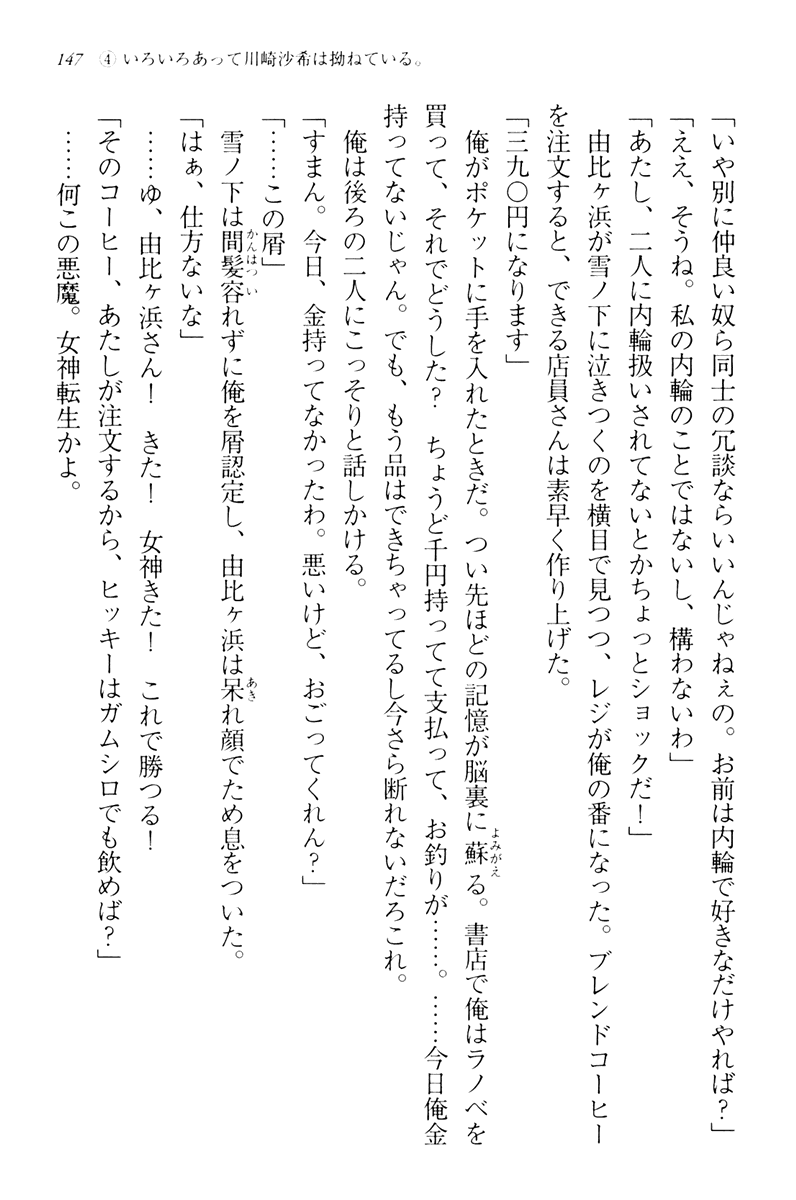 147 ④ いろいろあって川崎沙希は拗ねている。
「いや別に仲良い奴ら同士の冗談ならいいんじゃねぇの。お前は内輪で好きなだけやれば？」
「ええ、そうね。私の内輪のことではないし、構わないわ」
「あたし、二人に内輪扱いされてないとかちょっとショックだ！」
由比ヶ浜が雪ノ下に泣きつくのを横目で見つつ、レジが俺の番になった。ブレンドコーヒー
を注文すると、できる店員さんは素早く作り上げた。
「三九〇円になります」
俺がポケットに手を入れたときだ。つい先ほどの記憶が脳裏に蘇る。書店で俺はラノベを
買って、それでどうした？　ちょうど千円持ってて支払って、お釣りが……。……今日俺金
持ってないじゃん。でも、もう品はできちゃってるし今さら断れないだろこれ。
俺は後ろの二人にこっそりと話しかける。
「すまん。今日、金持ってなかったわ。悪いけど、おごってくれん？」
「……この屑」
雪ノ下は間髪容れずに俺を屑認定し、由比ヶ浜は呆れ顔でため息をついた。
「はぁ、仕方ないな」
……ゆ、由比ヶ浜さん！　きた！　女神きた！　これで勝つる！
「そのコーヒー、あたしが注文するから、ヒッキーはガムシロでも飲めば？」
……何この悪魔。女神転生かよ。